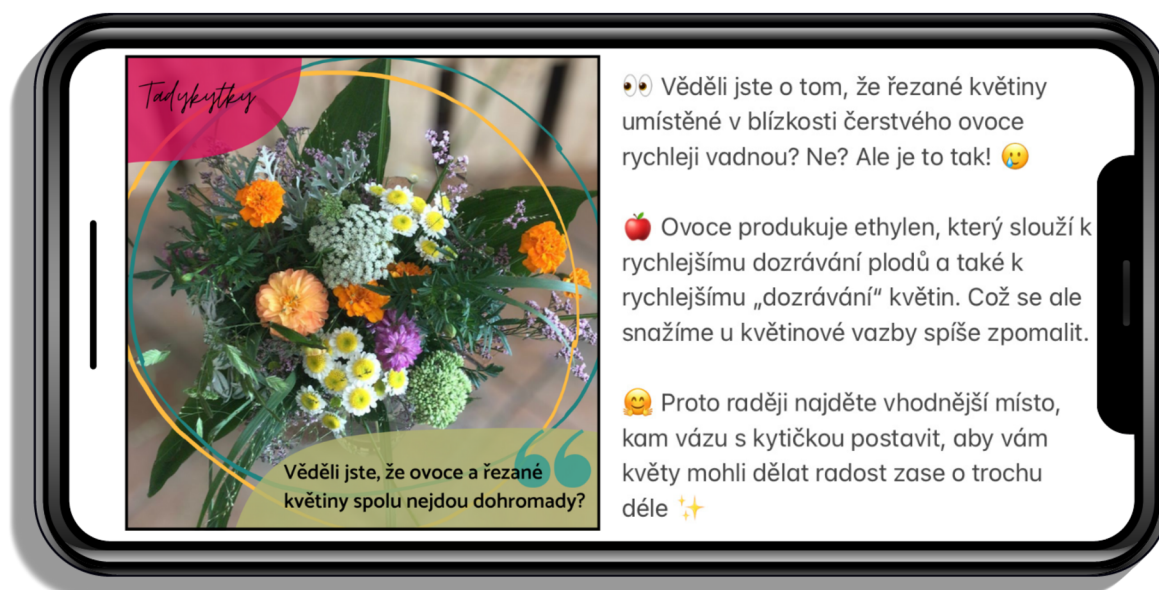 Tadykytky
Věděli jste, že ovoce a řezané
květiny spolu nejdou dohromady?
👀 Věděli jste o tom, že řezané květiny
umístěné v blízkosti čerstvého ovoce
rychleji vadnou? Ne? Ale je to tak! 🥲
🍎 Ovoce produkuje ethylen, který slouží k
rychlejšímu dozrávání plodů a také k
rychlejšímu „dozrávání“ květin. Což se ale
snažíme u květinové vazby spíše zpomalit.
🤗 Proto raději najděte vhodnější místo,
kam vázu s kytičkou postavit, aby vám
květy mohli dělat radost zase o trochu
déle ✨